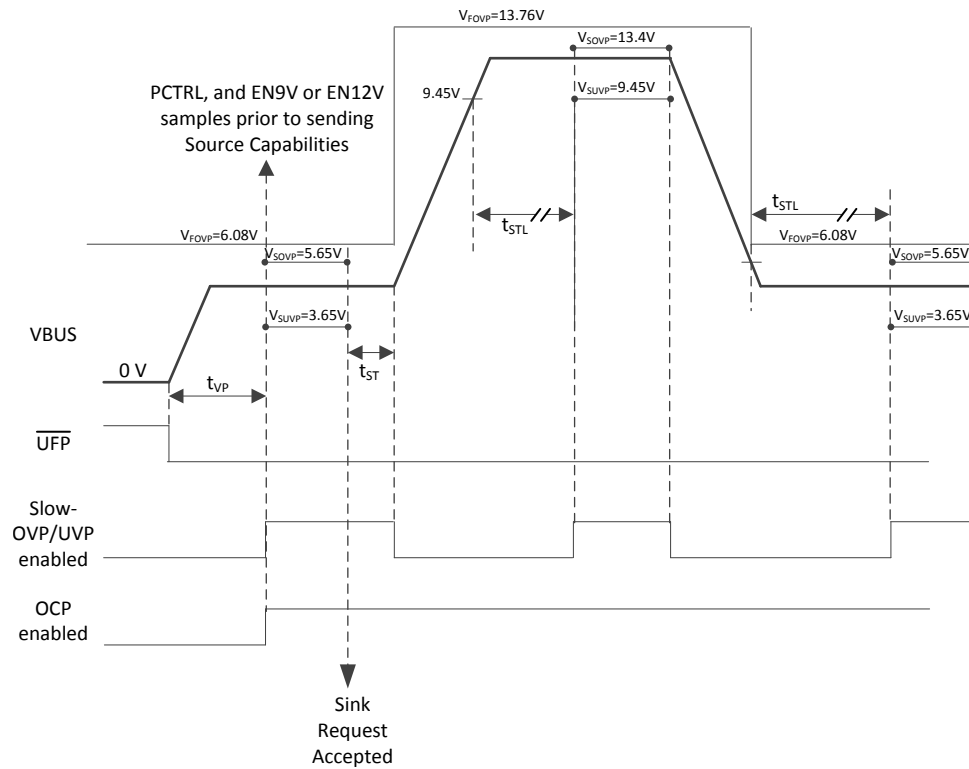 VFOVP=13.76V
VSOVP=13.4V
PCTRL, and EN9V or EN12V
samples prior to sending
Source Capabilities
9.45V
VSUVP=9.45V
tSTL
tSTL
VFOVP=6.08V
VFOVP=6.08V
VSOVP=5.65V
VSOVP=5.65V
VBUS
VSUVP=3.65V
VSUVP=3.65V
0 V
tVP
tST
UFP
Slow-
OVP/UVP
enabled
OCP
enabled
Sink
Request
Accepted